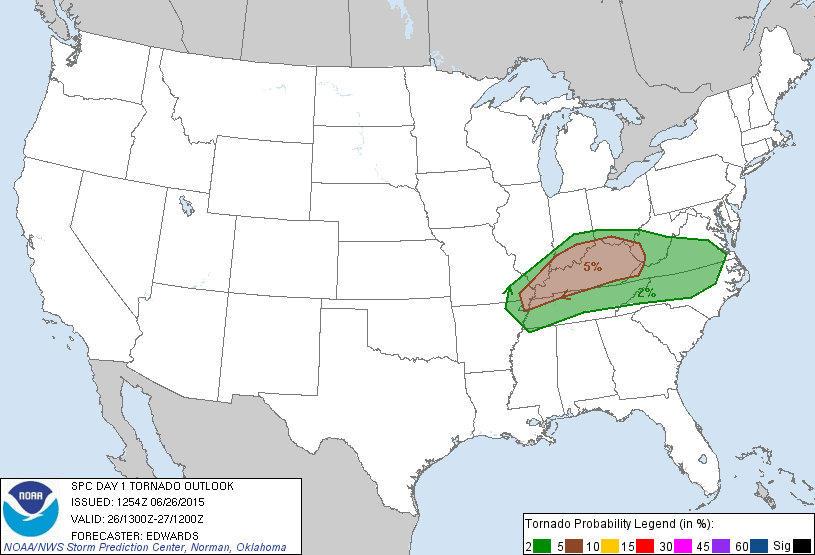 5%
2%
NOAA
SPC DAY 1 TORNADO OUTLOOK
ISSUED: 1254Z 06/26/2015
VALID: 26/1300Z-27/1200Z
FORECASTER: EDWARDS
NOAA/NWS Storm Prediction Center, Norman, Oklahoma
Tornado Probability Legend (in %):
2 5 10 15 30 45 60 Sig